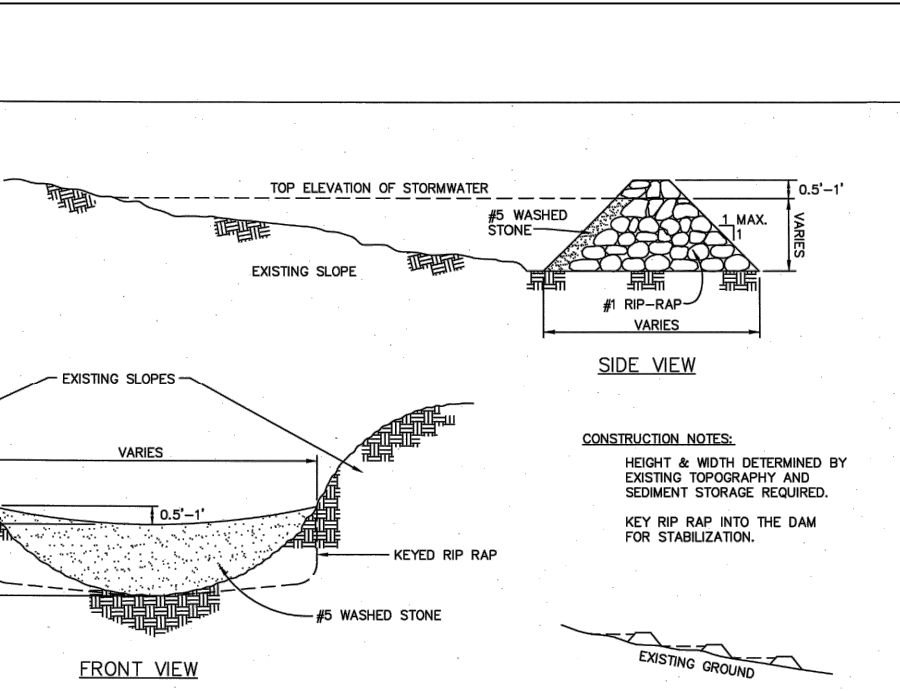 TOP ELEVATION OF STORMWATER
0.5'-1'
#5 WASHED
STONE
1 MAX.
1
VARIES
EXISTING SLOPE
#1 RIP-RAP
VARIES
SIDE VIEW
EXISTING SLOPES
VARIES
0.5'-1'
KEYED RIP RAP
#5 WASHED STONE
FRONT VIEW
CONSTRUCTION NOTES:
HEIGHT & WIDTH DETERMINED BY
EXISTING TOPOGRAPHY AND
SEDIMENT STORAGE REQUIRED.
KEY RIP RAP INTO THE DAM
FOR STABILIZATION.
EXISTING GROUND